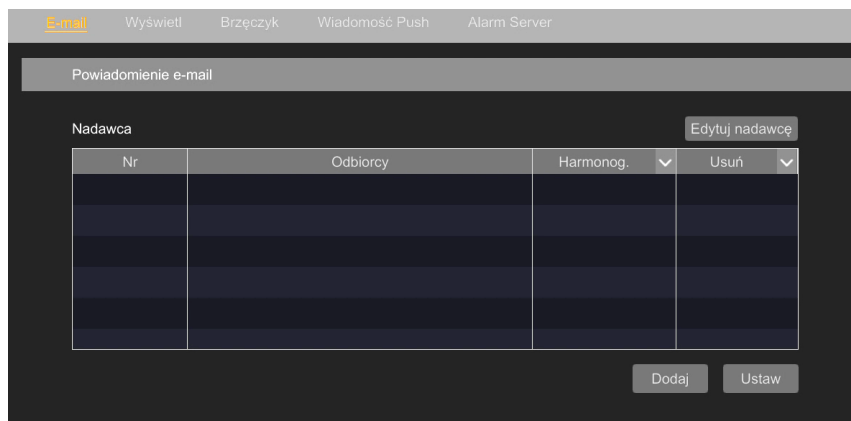 E-mail Wyświetl Brzęczyk Wiadomość Push Alarm Server
Powiadomienie e-mail
Nadawca Edytuj nadawcę
Nr Odbiorcy Harmonog. Usuń
Dodaj Ustaw